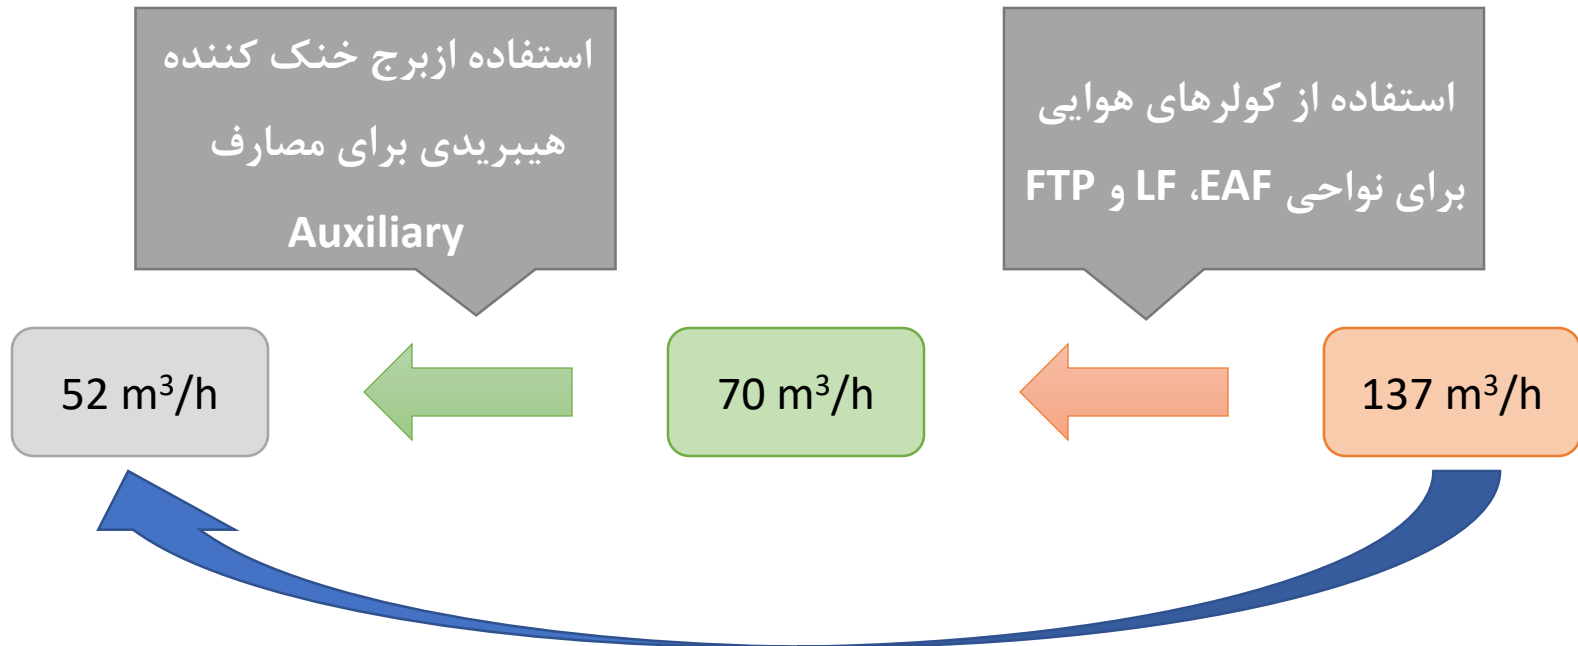 استفاده از کولرهای هوایی
برای نواحی LF ،EAF و FTP
استفاده ازبرج خنک کننده
هیبریدی برای مصارف
Auxiliary
137 m³/h
70 m³/h
52 m³/h